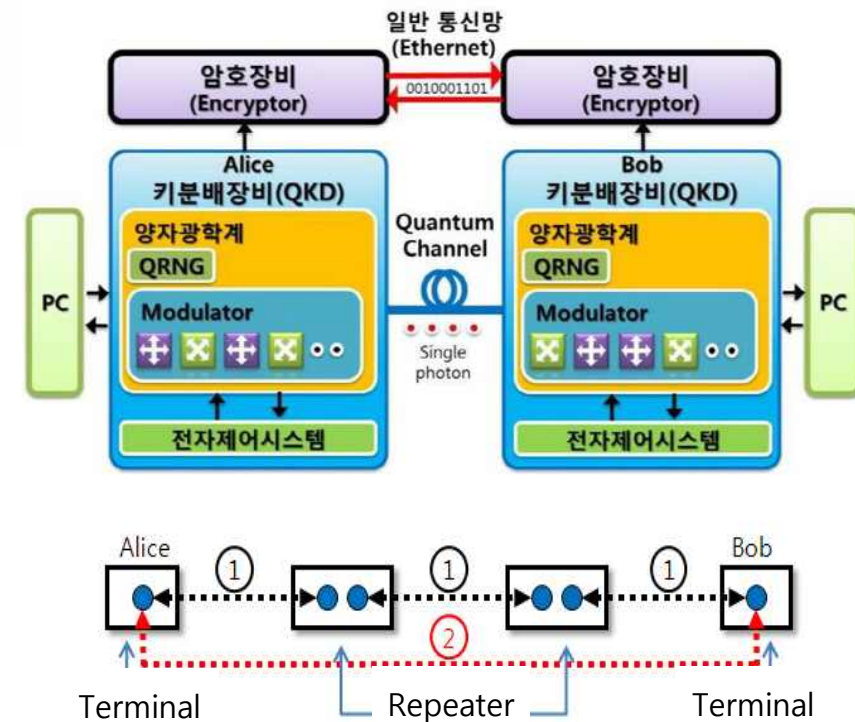 일반 통신망
(Ethernet)
암호장비
(Encryptor)
0010001101
암호장비
(Encryptor)
Alice
키분배장비(QKD)
양자광학계
QRNG
Modulator
전자제어시스템
PC
Quantum
Channel
Single
photon
Bob
키분배장비(QKD)
양자광학계
QRNG
Modulator
전자제어시스템
PC
Alice
Bob
1
1
1
2
Terminal
Repeater
Terminal